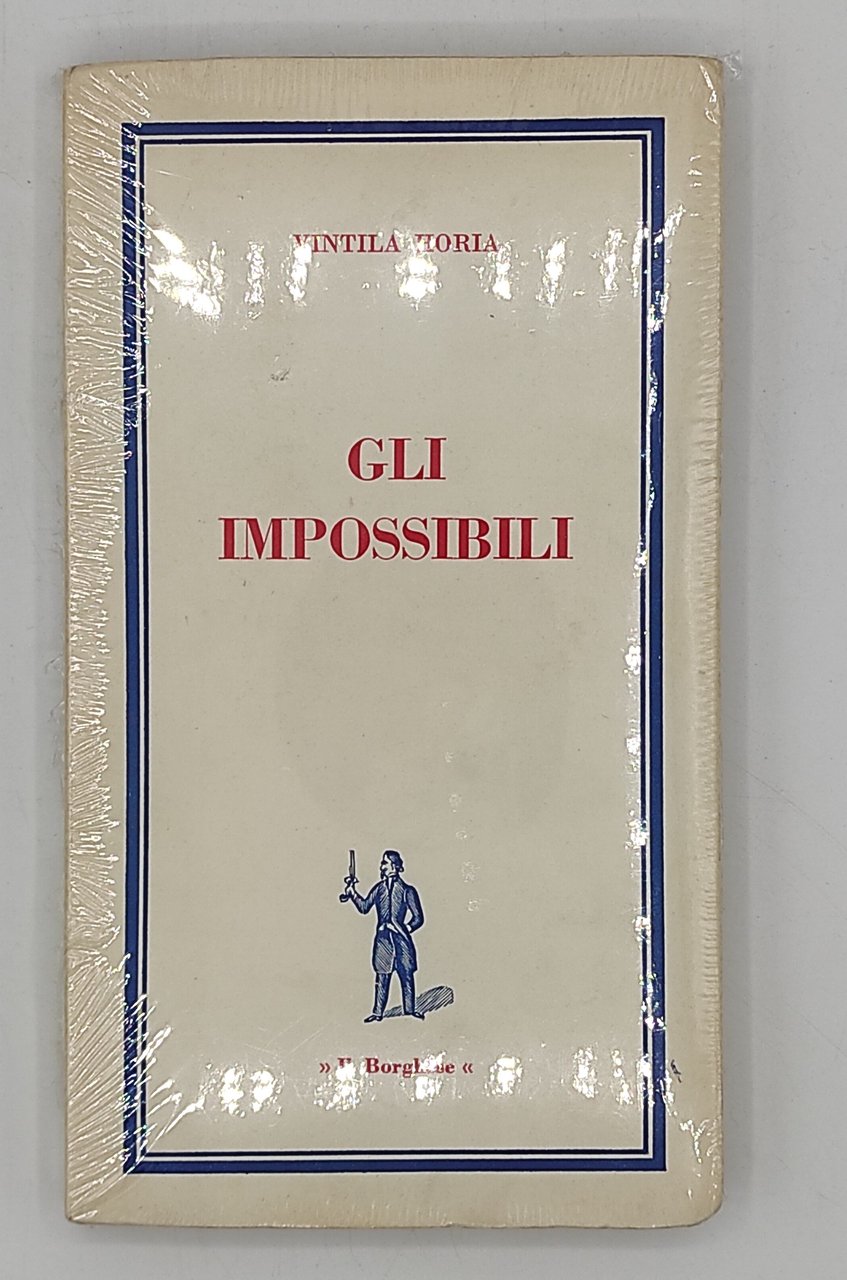 VINTILA HORIA
GLI
IMPOSSIBILI
» Il Borghese «